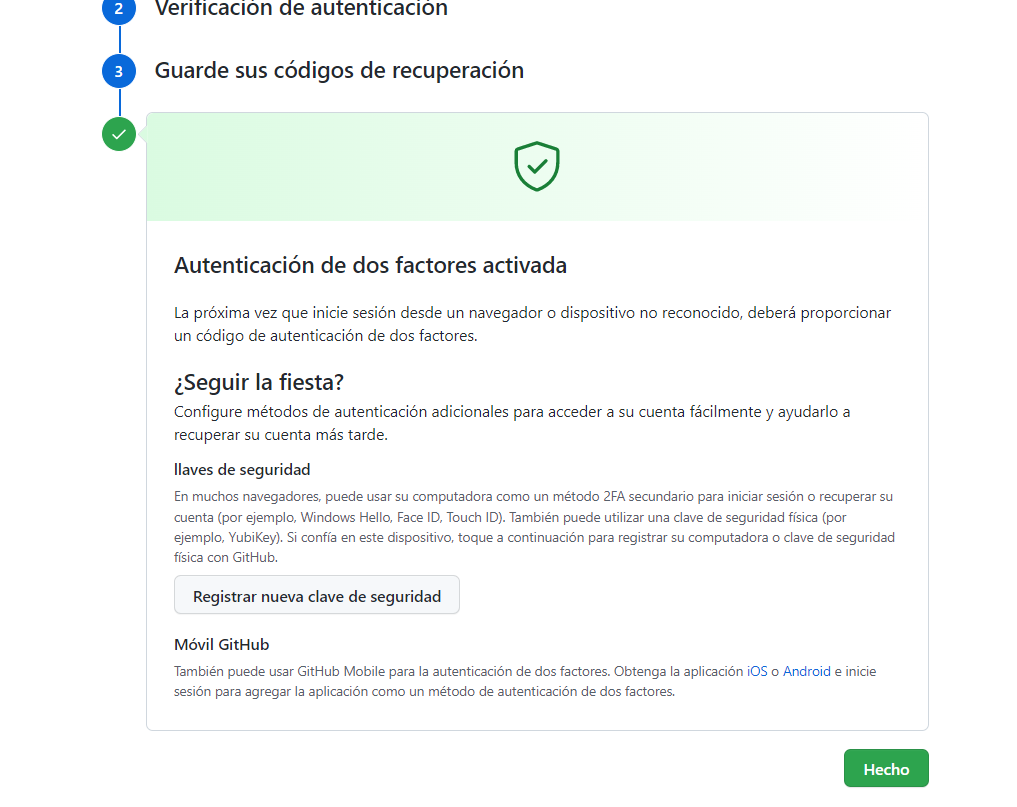 2
Verificación de autenticación
3
Guarde sus códigos de recuperación
Autenticación de dos factores activada
La próxima vez que inicie sesión desde un navegador o dispositivo no reconocido, deberá proporcionar
un código de autenticación de dos factores.
¿Seguir la fiesta?
Configure métodos de autenticación adicionales para acceder a su cuenta fácilmente y ayudarlo a
recuperar su cuenta más tarde.
llaves de seguridad
En muchos navegadores, puede usar su computadora como un método 2FA secundario para iniciar sesión o recuperar su
cuenta (por ejemplo, Windows Hello, Face ID, Touch ID). También puede utilizar una clave de seguridad física (por
ejemplo, YubiKey). Si confía en este dispositivo, toque a continuación para registrar su computadora o clave de seguridad
física con GitHub.
Registrar nueva clave de seguridad
Móvil GitHub
También puede usar GitHub Mobile para la autenticación de dos factores. Obtenga la aplicación iOS o Android e inicie
sesión para agregar la aplicación como un método de autenticación de dos factores.
Hecho